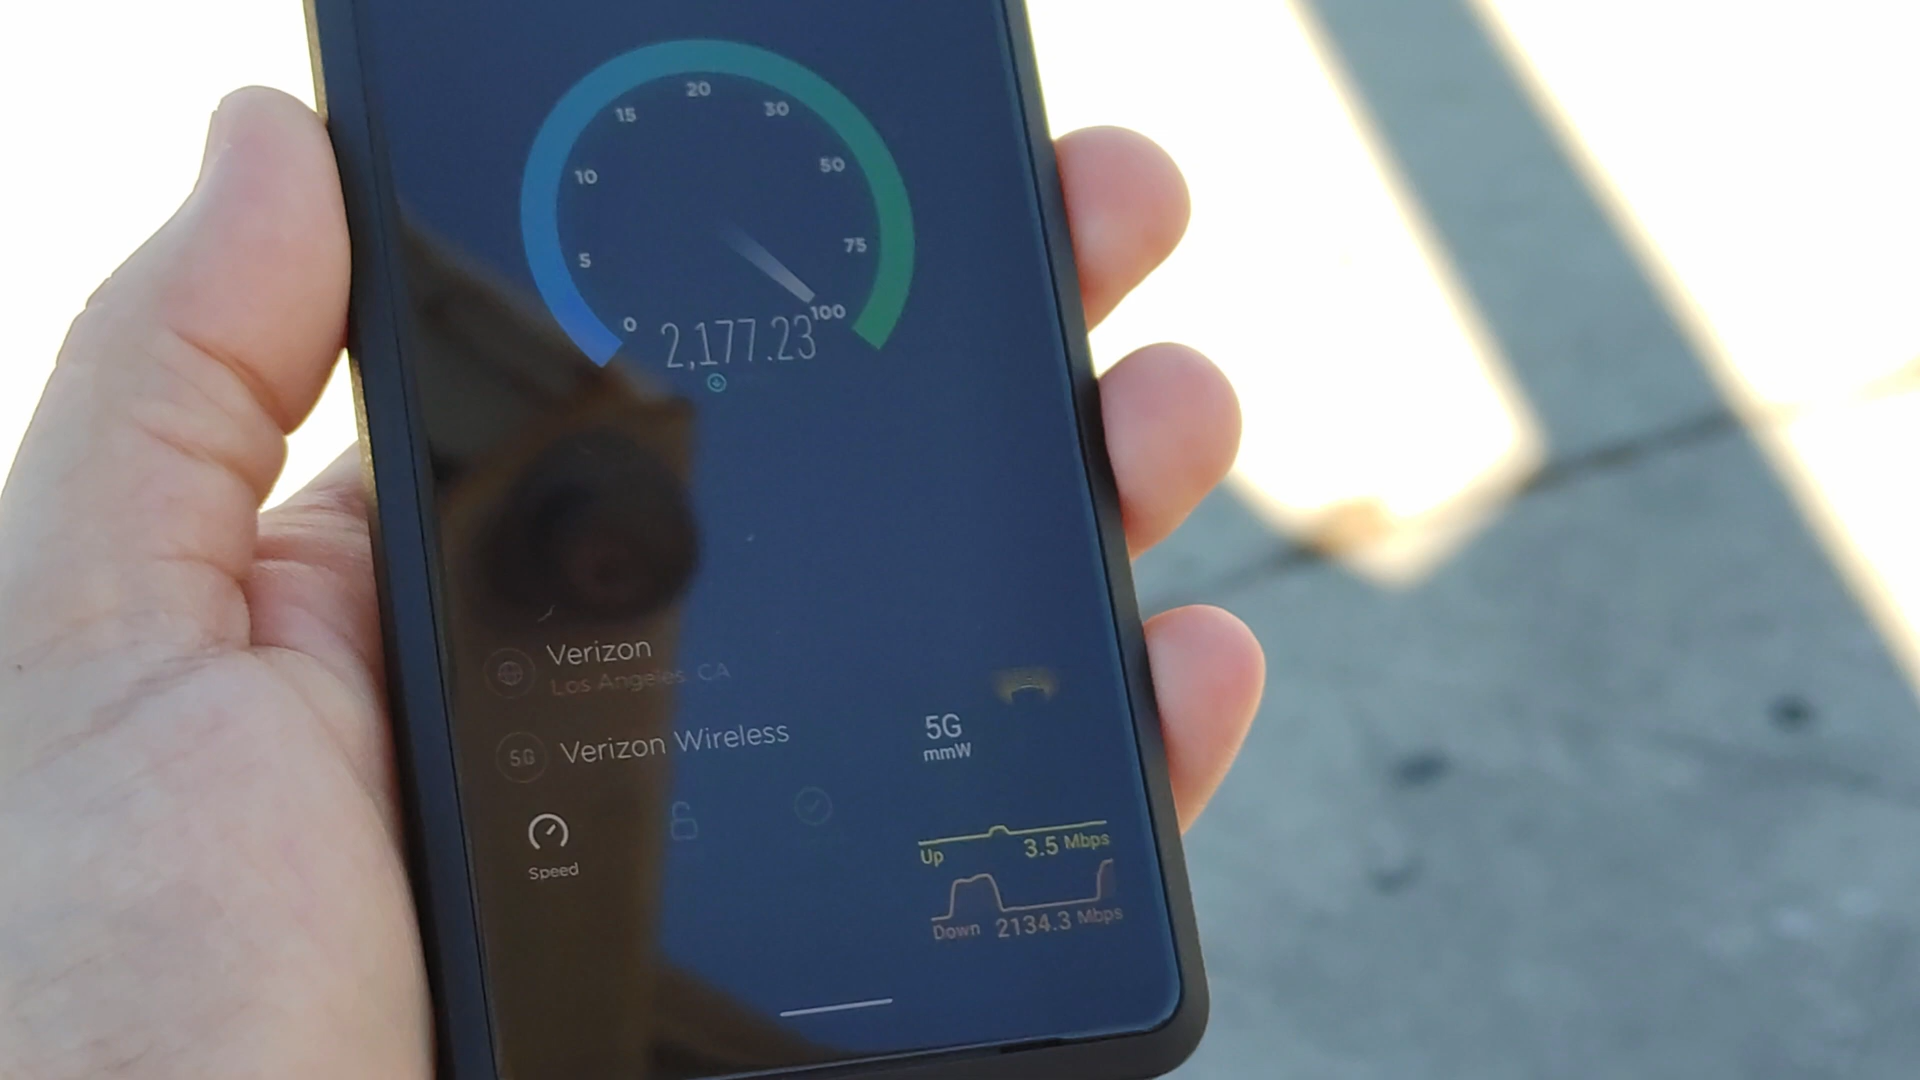 20
15
30
10
50
5
75
0
100
2,177.23
Verizon
Los Angeles, CA
5G Verizon Wireless
5G
mmW
Speed
Up 3.5 Mbps
Down 2134.3 Mbps